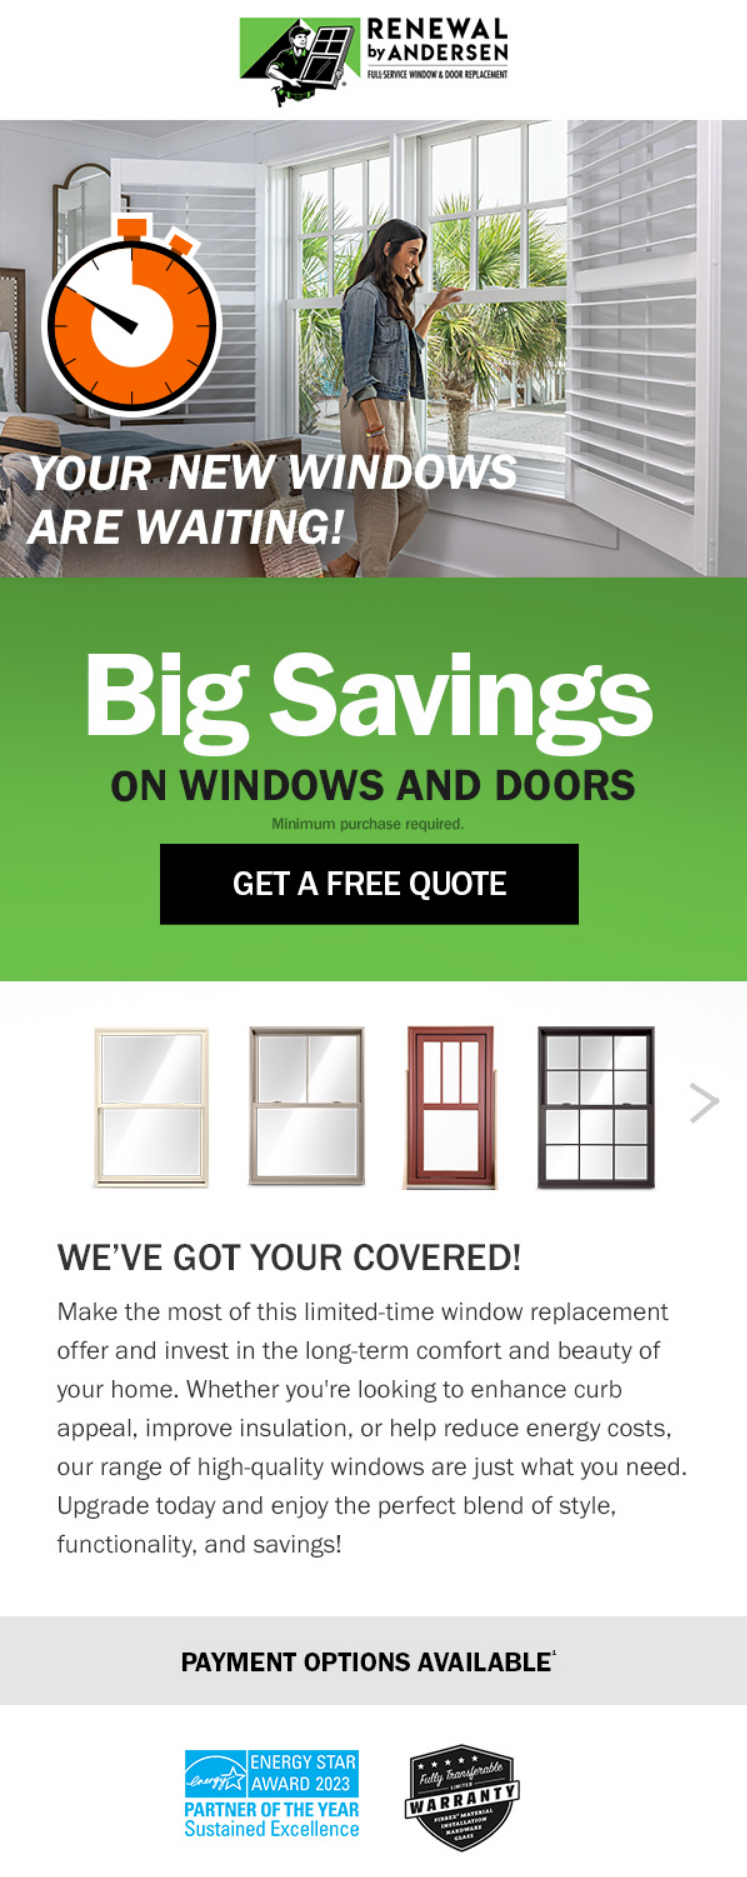 RENEWAL
by ANDERSEN
FULL-SERVICE WINDOW & DOOR REPLACEMENT
YOUR NEW WINDOWS
ARE WAITING!
Big Savings
ON WINDOWS AND DOORS
Minimum purchase required.
GET A FREE QUOTE
WE’VE GOT YOUR COVERED!
Make the most of this limited-time window replacement
offer and invest in the long-term comfort and beauty of
your home. Whether you're looking to enhance curb
appeal, improve insulation, or help reduce energy costs,
our range of high-quality windows are just what you need.
Upgrade today and enjoy the perfect blend of style,
functionality, and savings!
PAYMENT OPTIONS AVAILABLE¹
energy
ENERGY STAR
AWARD 2023
PARTNER OF THE YEAR
Sustained Excellence
Fully Transferable
LIMITED
WARRANTY
FIBREX® MATERIAL
INSTALLATION
HARDWARE
GLASS